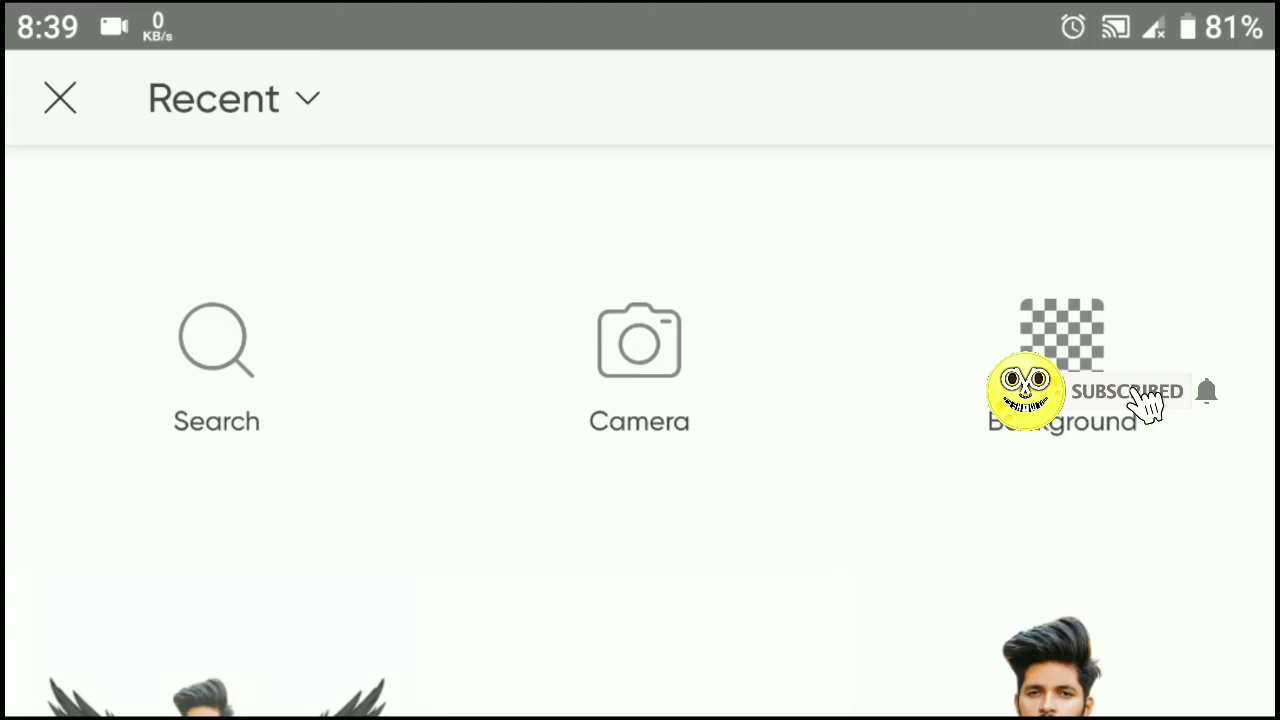 8:39
0
KB/s
81%
Recent
Search
Camera
SUBSCRIBED
Background